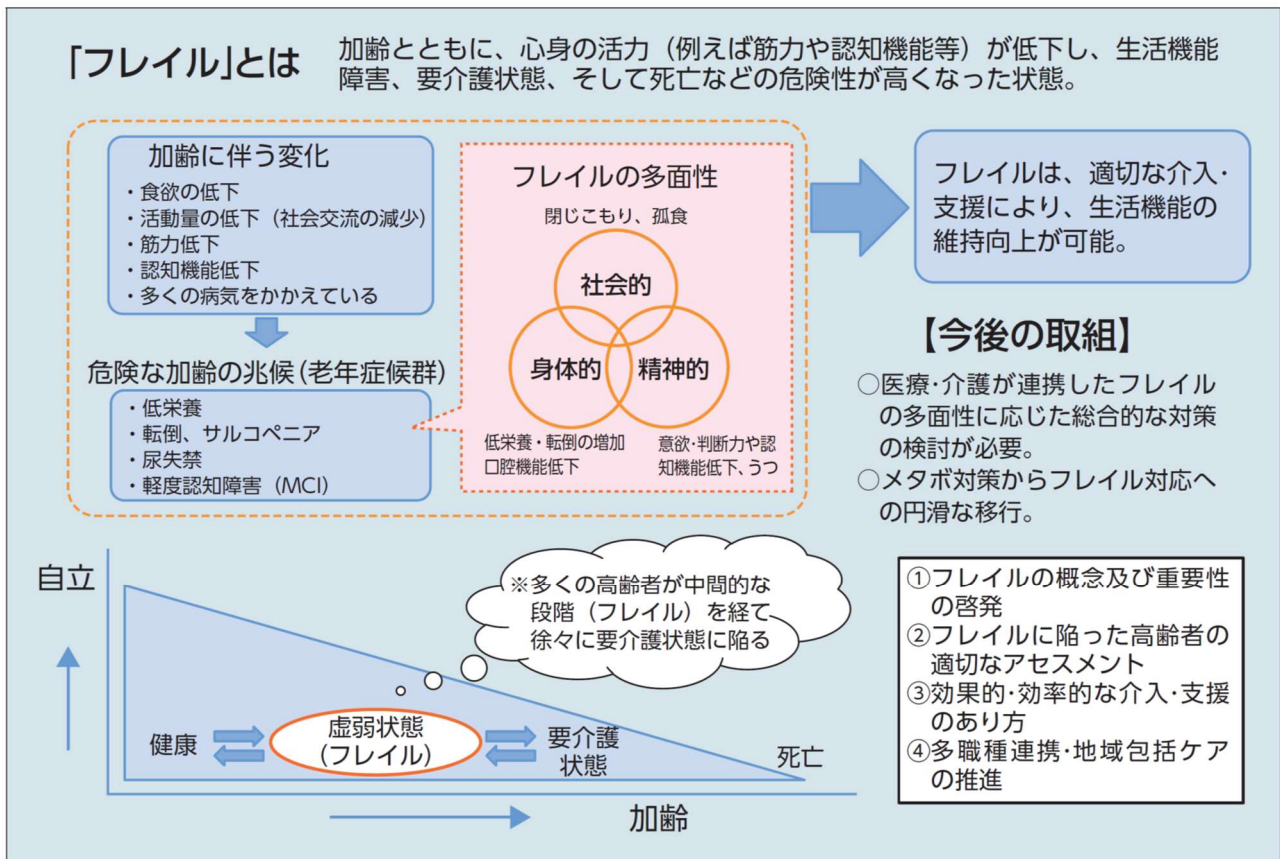 「フレイル」とは
加齢とともに、心身の活力（例えば筋力や認知機能等）が低下し、生活機能
障害、要介護状態、そして死亡などの危険性が高くなった状態。
加齢に伴う変化
・食欲の低下
・活動量の低下（社会交流の減少）
・筋力低下
・認知機能低下
・多くの病気をかかえている
危険な加齢の兆候（老年症候群）
・低栄養
・転倒、サルコペニア
・尿失禁
・軽度認知障害（MCI）
フレイルの多面性
閉じこもり、孤食
社会的
身体的
精神的
低栄養・転倒の増加
口腔機能低下
意欲・判断力や認
知機能低下、うつ
フレイルは、適切な介入・
支援により、生活機能の
維持向上が可能。
【今後の取組】
○医療・介護が連携したフレイル
の多面性に応じた総合的な対策
の検討が必要。
○メタボ対策からフレイル対応へ
の円滑な移行。
①フレイルの概念及び重要性
の啓発
②フレイルに陥った高齢者の
適切なアセスメント
③効果的・効率的な介入・支援
のあり方
④多職種連携・地域包括ケア
の推進
自立
※多くの高齢者が中間的な
段階（フレイル）を経て
徐々に要介護状態に陥る
健康
虚弱状態
（フレイル）
要介護
状態
死亡
加齢